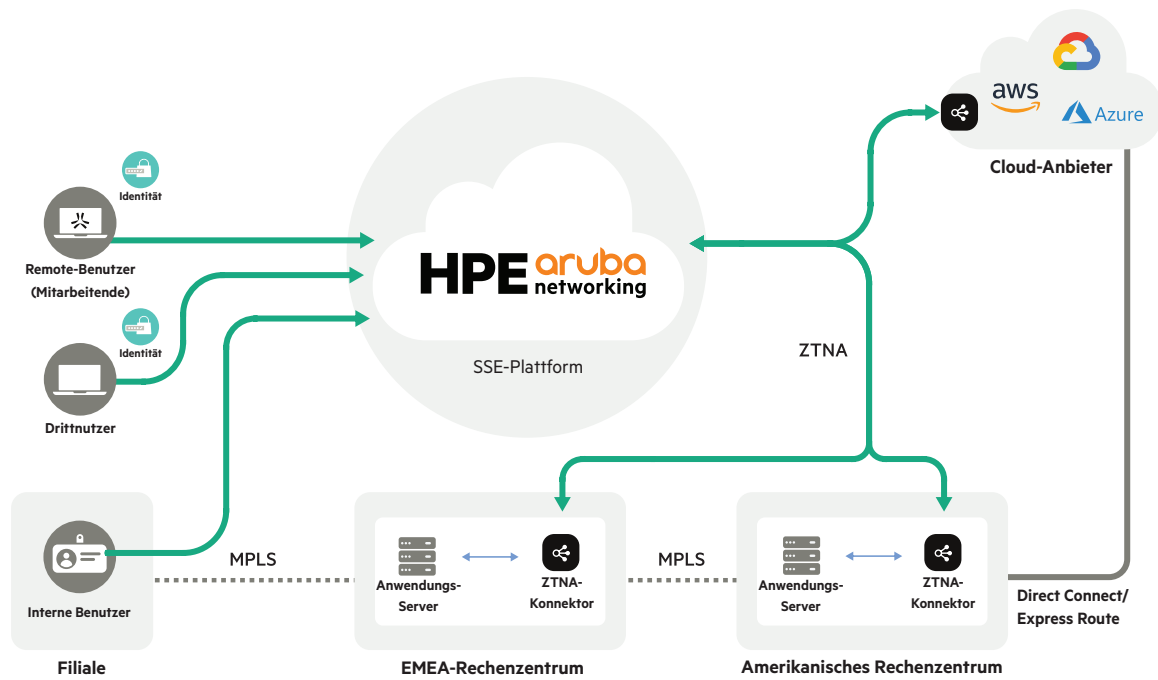 aws
Azure
Cloud-Anbieter
Identität
Remote-Benutzer
(Mitarbeitende)
Identität
Drittnutzer
HPE aruba
networking
SSE-Plattform
ZTNA
Interne Benutzer
Filiale
MPLS
Anwendungs-
Server
ZTNA-
Konnektor
EMEA-Rechenzentrum
MPLS
Anwendungs-
Server
ZTNA-
Konnektor
Amerikanisches Rechenzentrum
Direct Connect/
Express Route